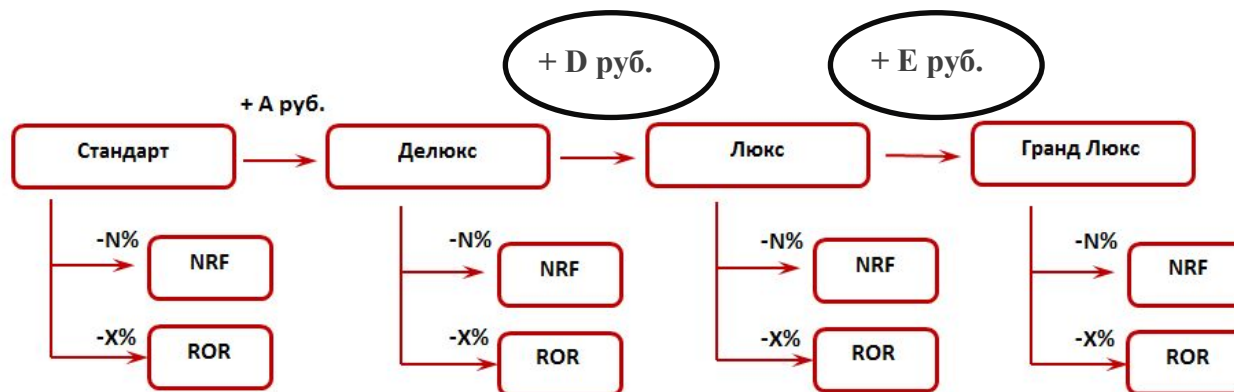 + D руб.
+ E руб.
+ А руб.
Стандарт
Делюкс
Люкс
Гранд Люкс
-N%
NRF
-N%
NRF
-N%
NRF
-N%
NRF
-X%
ROR
-X%
ROR
-X%
ROR
-X%
ROR